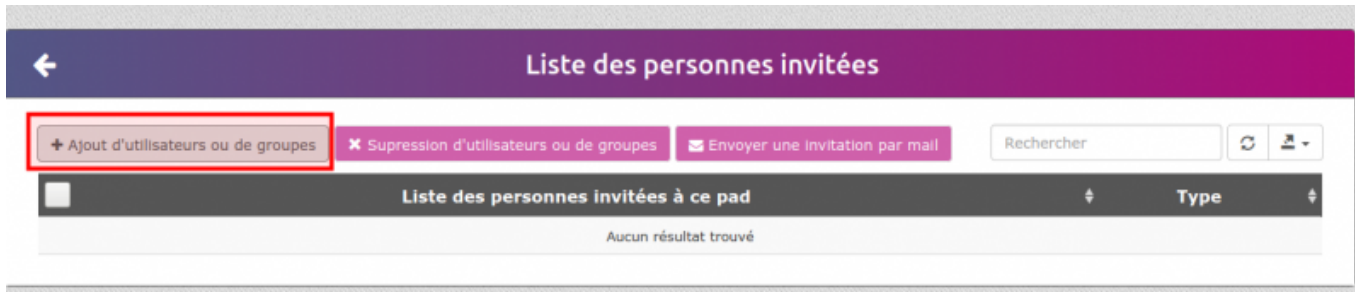 Liste des personnes invitées
Ajout d'utilisateurs ou de groupes Supression d'utilisateurs ou de groupes Envoyer une invitation par mail Rechercher
Liste des personnes invitées à ce pad Type
Aucun résultat trouvé